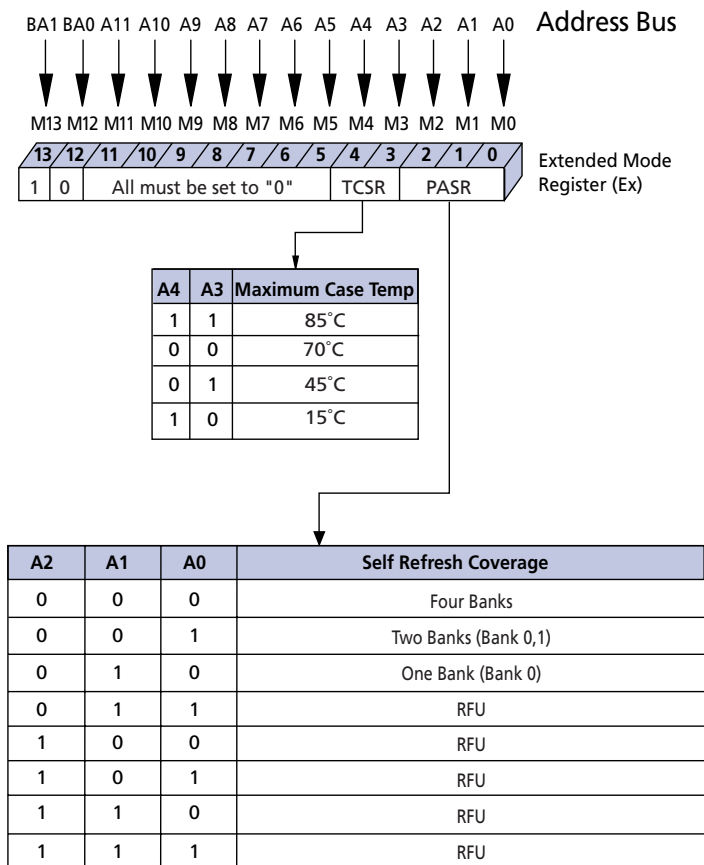 BA1 BA0 A11 A10 A9 A8 A7 A6 A5 A4 A3 A2 A1 A0 Address Bus
M13 M12 M11 M10 M9 M8 M7 M6 M5 M4 M3 M2 M1 M0
13 12 11 10 9 8 7 6 5 4 3 2 1 0 Extended Mode
1 0 All must be set to "0" TCSR PASR Register (Ex)
A4 A3 Maximum Case Temp
1 1 85˚C
0 0 70˚C
0 1 45˚C
1 0 15˚C
A2 A1 A0 Self Refresh Coverage
0 0 0 Four Banks
0 0 1 Two Banks (Bank 0,1)
0 1 0 One Bank (Bank 0)
0 1 1 RFU
1 0 0 RFU
1 0 1 RFU
1 1 0 RFU
1 1 1 RFU